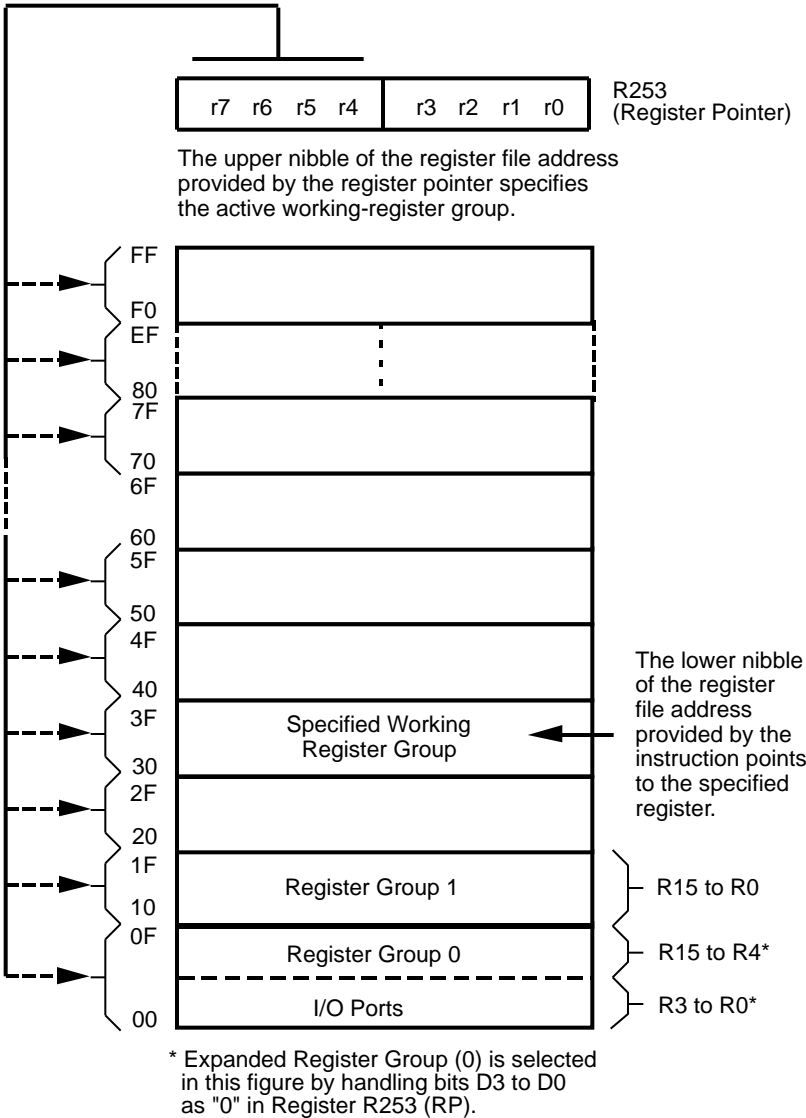 r7 r6 r5 r4 r3 r2 r1 r0
R253
(Register Pointer)
The upper nibble of the register file address
provided by the register pointer specifies
the active working-register group.
FF
F0
EF
80
7F
70
6F
60
5F
50
4F
40
3F
30
2F
20
1F
10
0F
00
Specified Working
Register Group
The lower nibble
of the register
file address
provided by the
instruction points
to the specified
register.
Register Group 1
R15 to R0
Register Group 0
R15 to R4*
I/O Ports
R3 to R0*
* Expanded Register Group (0) is selected
in this figure by handling bits D3 to D0
as "0" in Register R253 (RP).